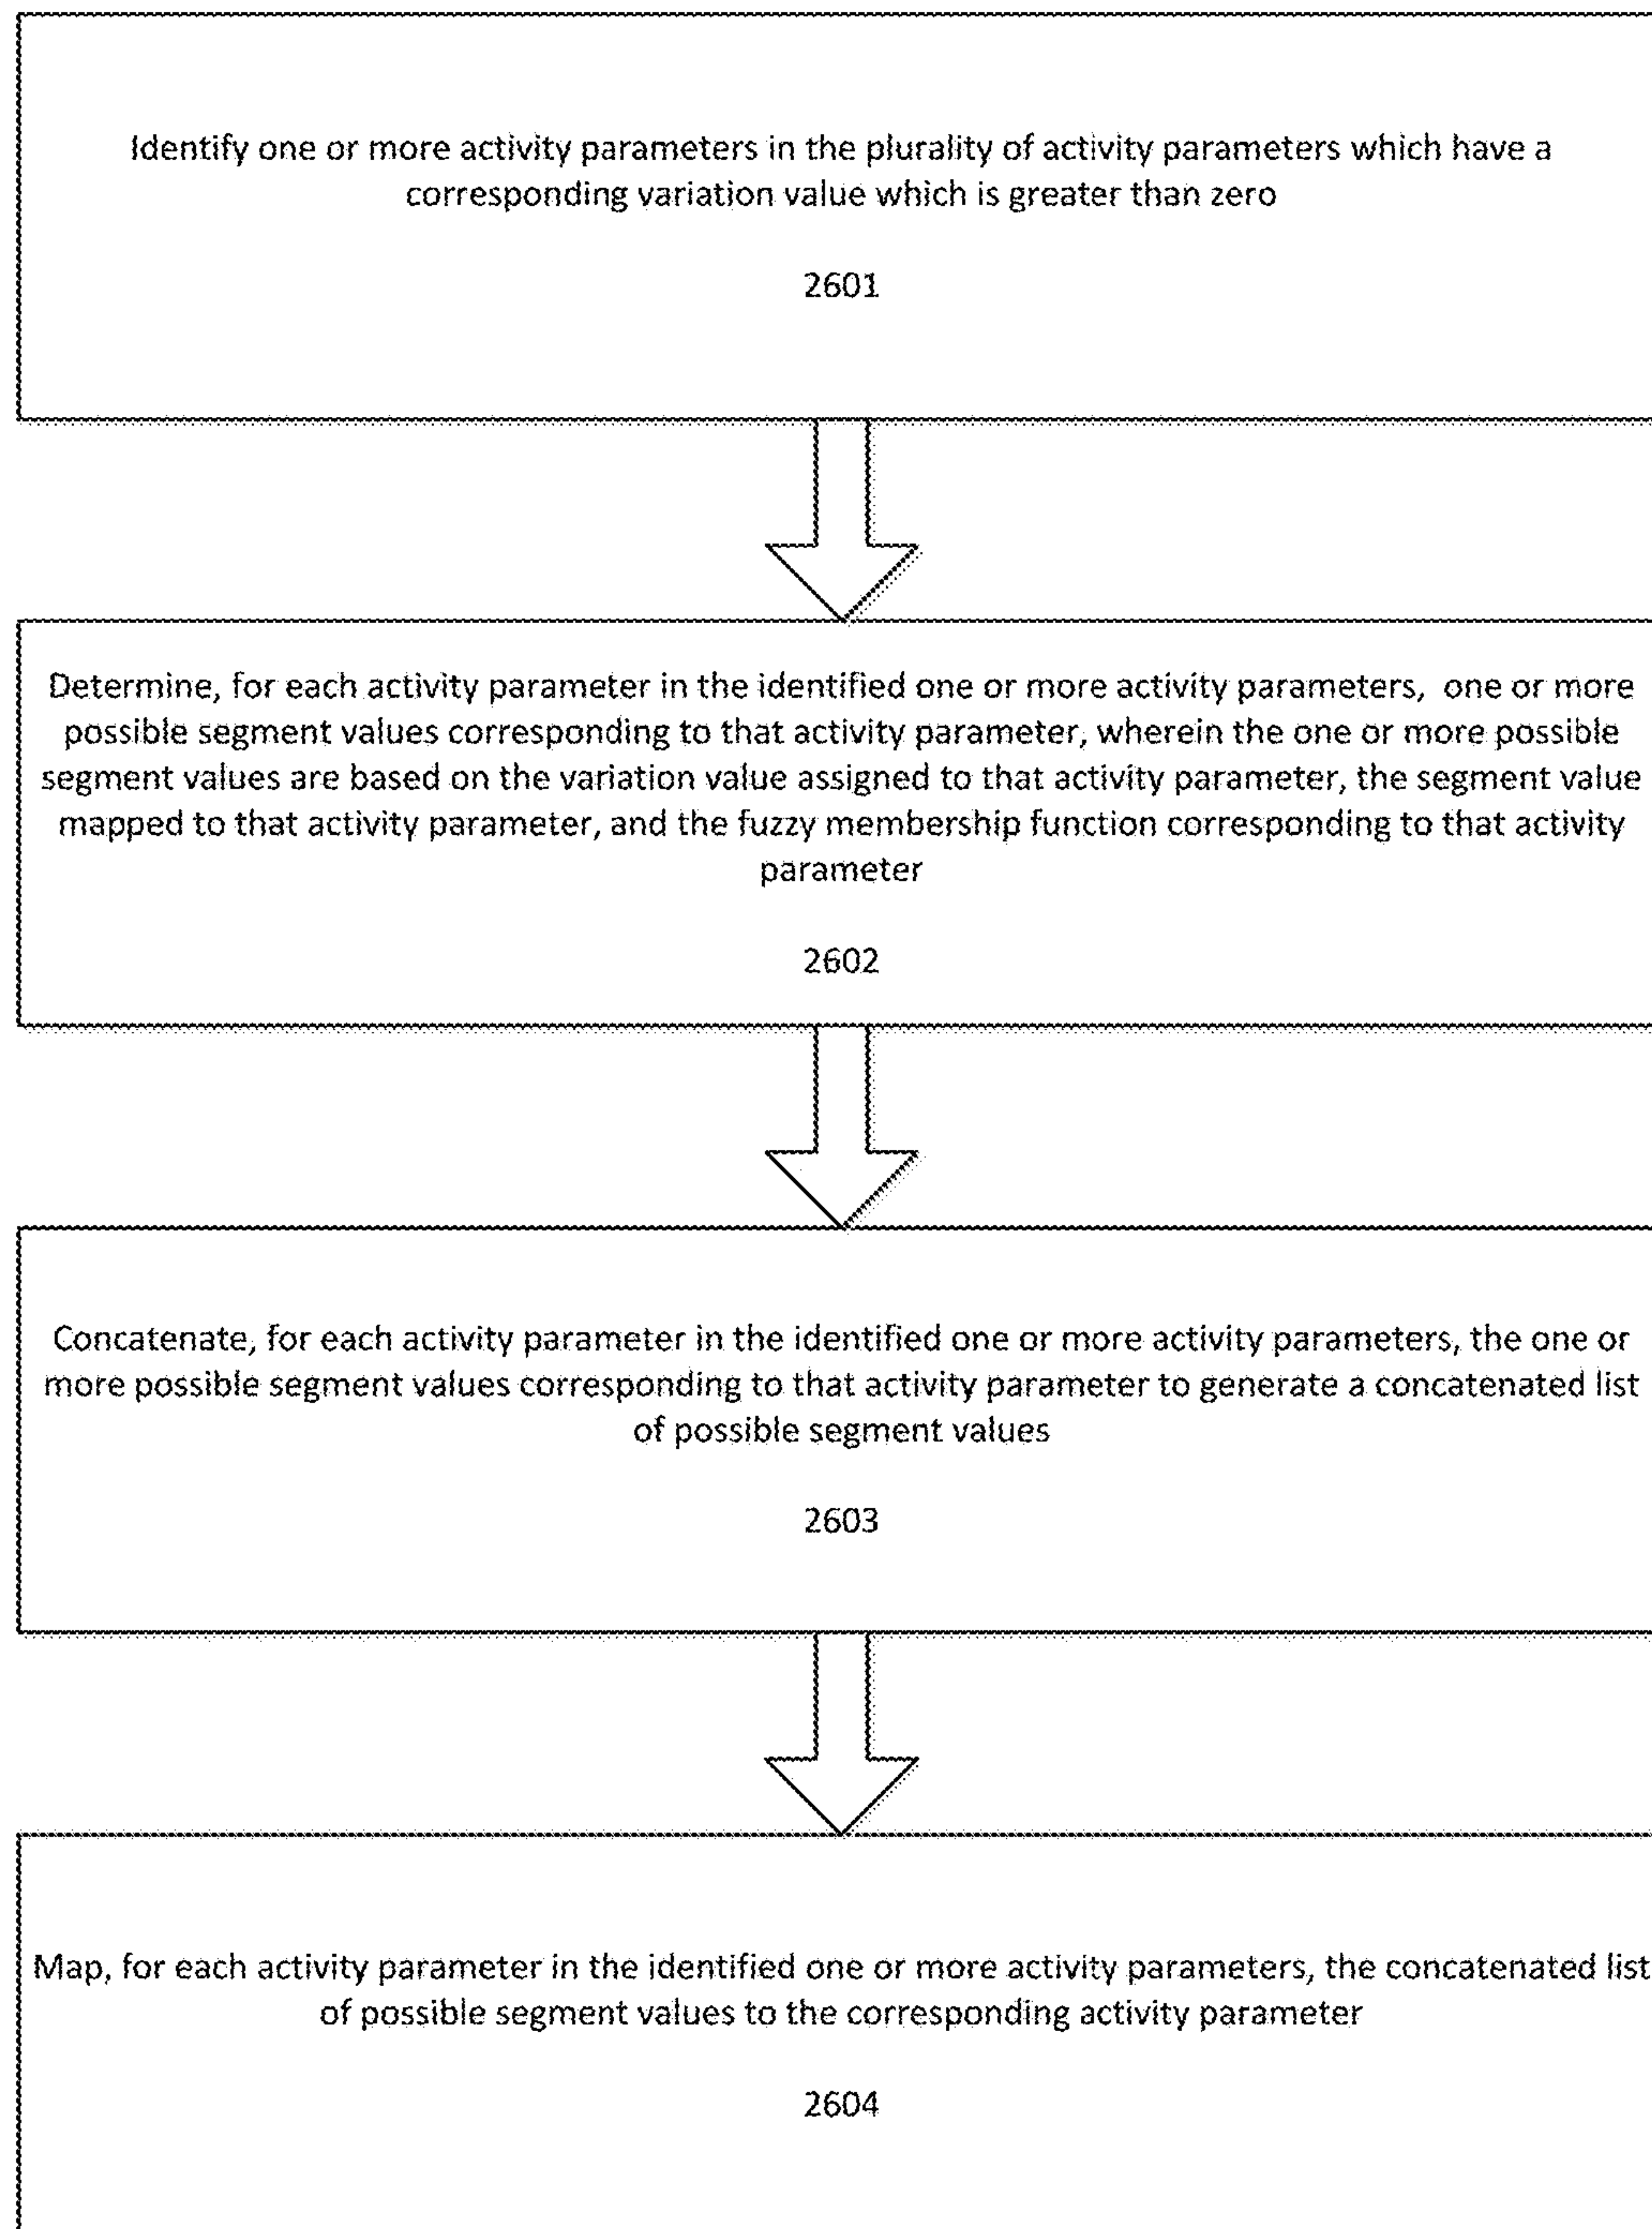 Identify one or more activity parameters in the plurality of activity parameters which have a
corresponding variation value which is greater than zero
2601
Determine, for each activity parameter in the identified one or more activity parameters, one or more
possible segment values corresponding to that activity parameter, wherein the one or more possible
segment values are based on the variation value assigned to that activity parameter, the segment value
mapped to that activity parameter, and the fuzzy membership function corresponding to that activity
parameter
2602
Concatenate, for each activity parameter in the identified one or more activity parameters, the one or
more possible segment values corresponding to that activity parameter to generate a concatenated list
of possible segment values
2603
Map, for each activity parameter in the identified one or more activity parameters, the concatenated list
of possible segment values to the corresponding activity parameter
2604